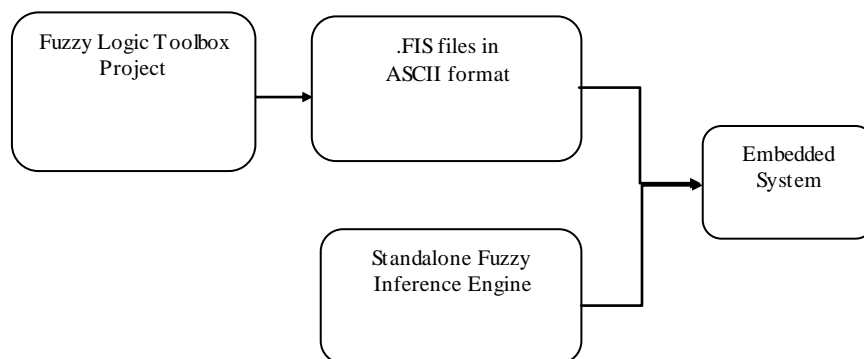 Fuzzy Logic Toolbox
Project
.FIS files in
ASCII format
Embedded
System
Standalone Fuzzy
Inference Engine